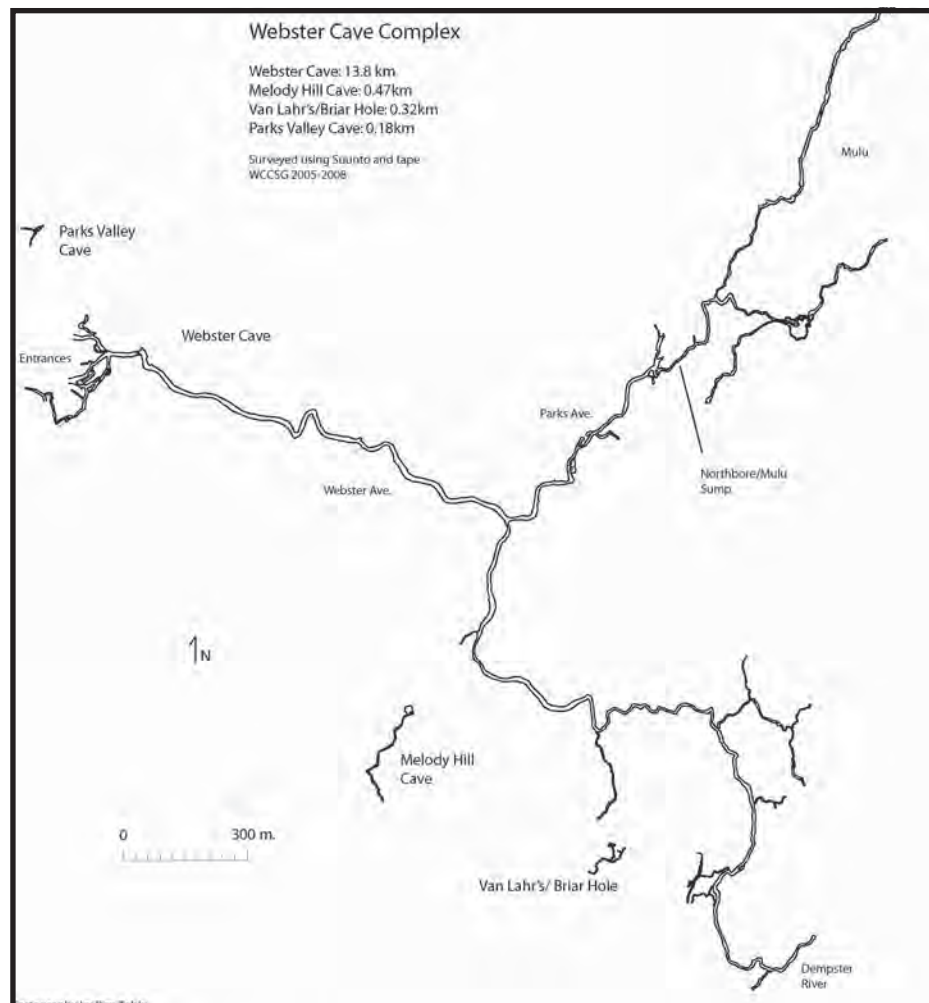 Webster Cave Complex
Webster Cave: 13.8 km
Melody Hill Cave: 0.47km
Van Lahr's/Briar Hole: 0.32km
Parks Valley Cave: 0.18km
Surveyed using Suunto and tape
WCCSG 2005-2008
Mulu
Parks Valley
Cave
Webster Cave
Entrances
Parks Ave.
Webster Ave.
Northbore/Mulu
Sump
N
Melody Hill
Cave
0 300 m.
Van Lahr's/ Briar Hole
Dempster
River